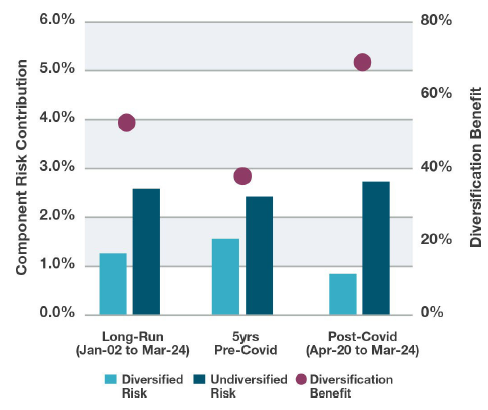 6.0%
5.0%
4.0%
3.0%
2.0%
1.0%
0.0%
Component Risk Contribution
80%
60%
40%
20%
0%
Diversification Benefit
Long-Run
(Jan-02 to Mar-24)
5yrs
Pre-Covid
Post-Covid
(Apr-20 to Mar-24)
Diversified
Risk
Undiversified
Risk
Diversification
Benefit